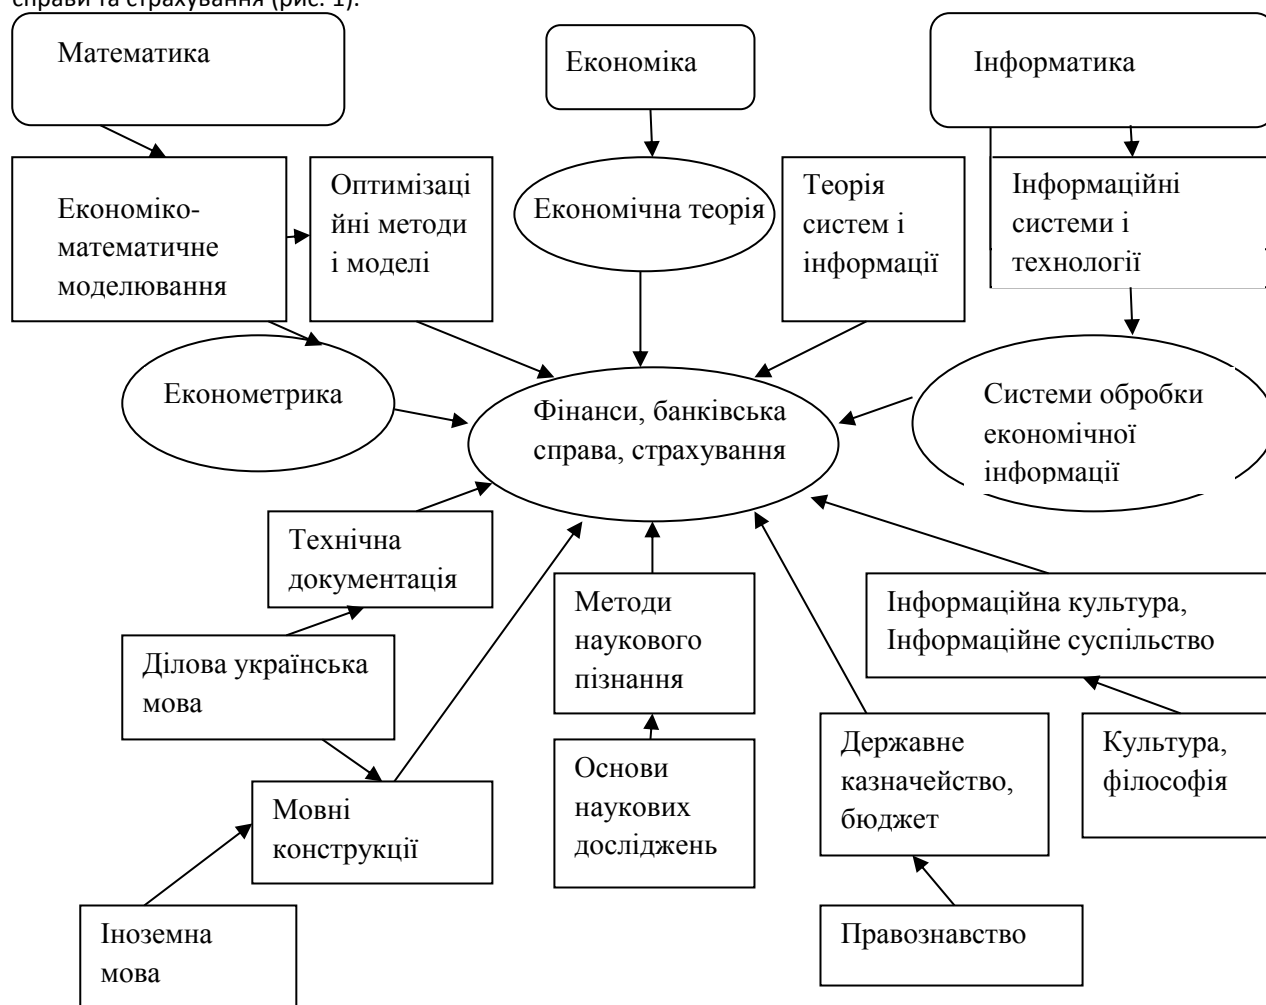 справи та страхування (рис. 1).
Математика
Економіка
Інформатика
Економіко-
математичне
моделювання
Оптимізаці
йні методи
і моделі
Економічна теорія
Теорія
систем і
інформації
Інформаційні
системи і
технології
Економетрика
Фінанси, банківська
справа, страхування
Системи обробки
економічної
інформації
Технічна
документація
Методи
наукового
пізнання
Інформаційна культура,
Інформаційне суспільство
Ділова українська
мова
Мовні
конструкції
Основи
наукових
досліджень
Державне
казначейство,
бюджет
Культура,
філософія
Іноземна
мова
Правознавство